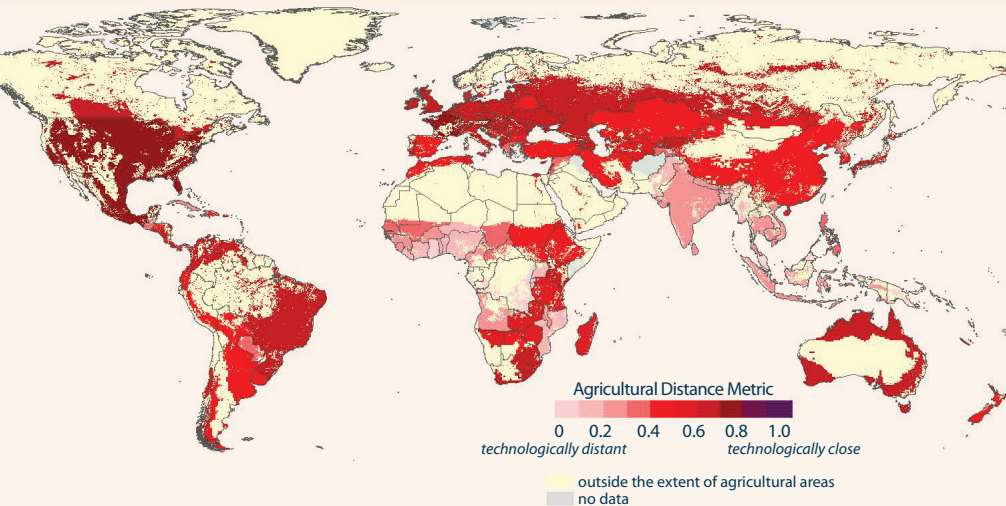 Agricultural Distance Metric
0 0.2 0.4 0.6 0.8 1.0
technologically distant technologically close
outside the extent of agricultural areas
no data